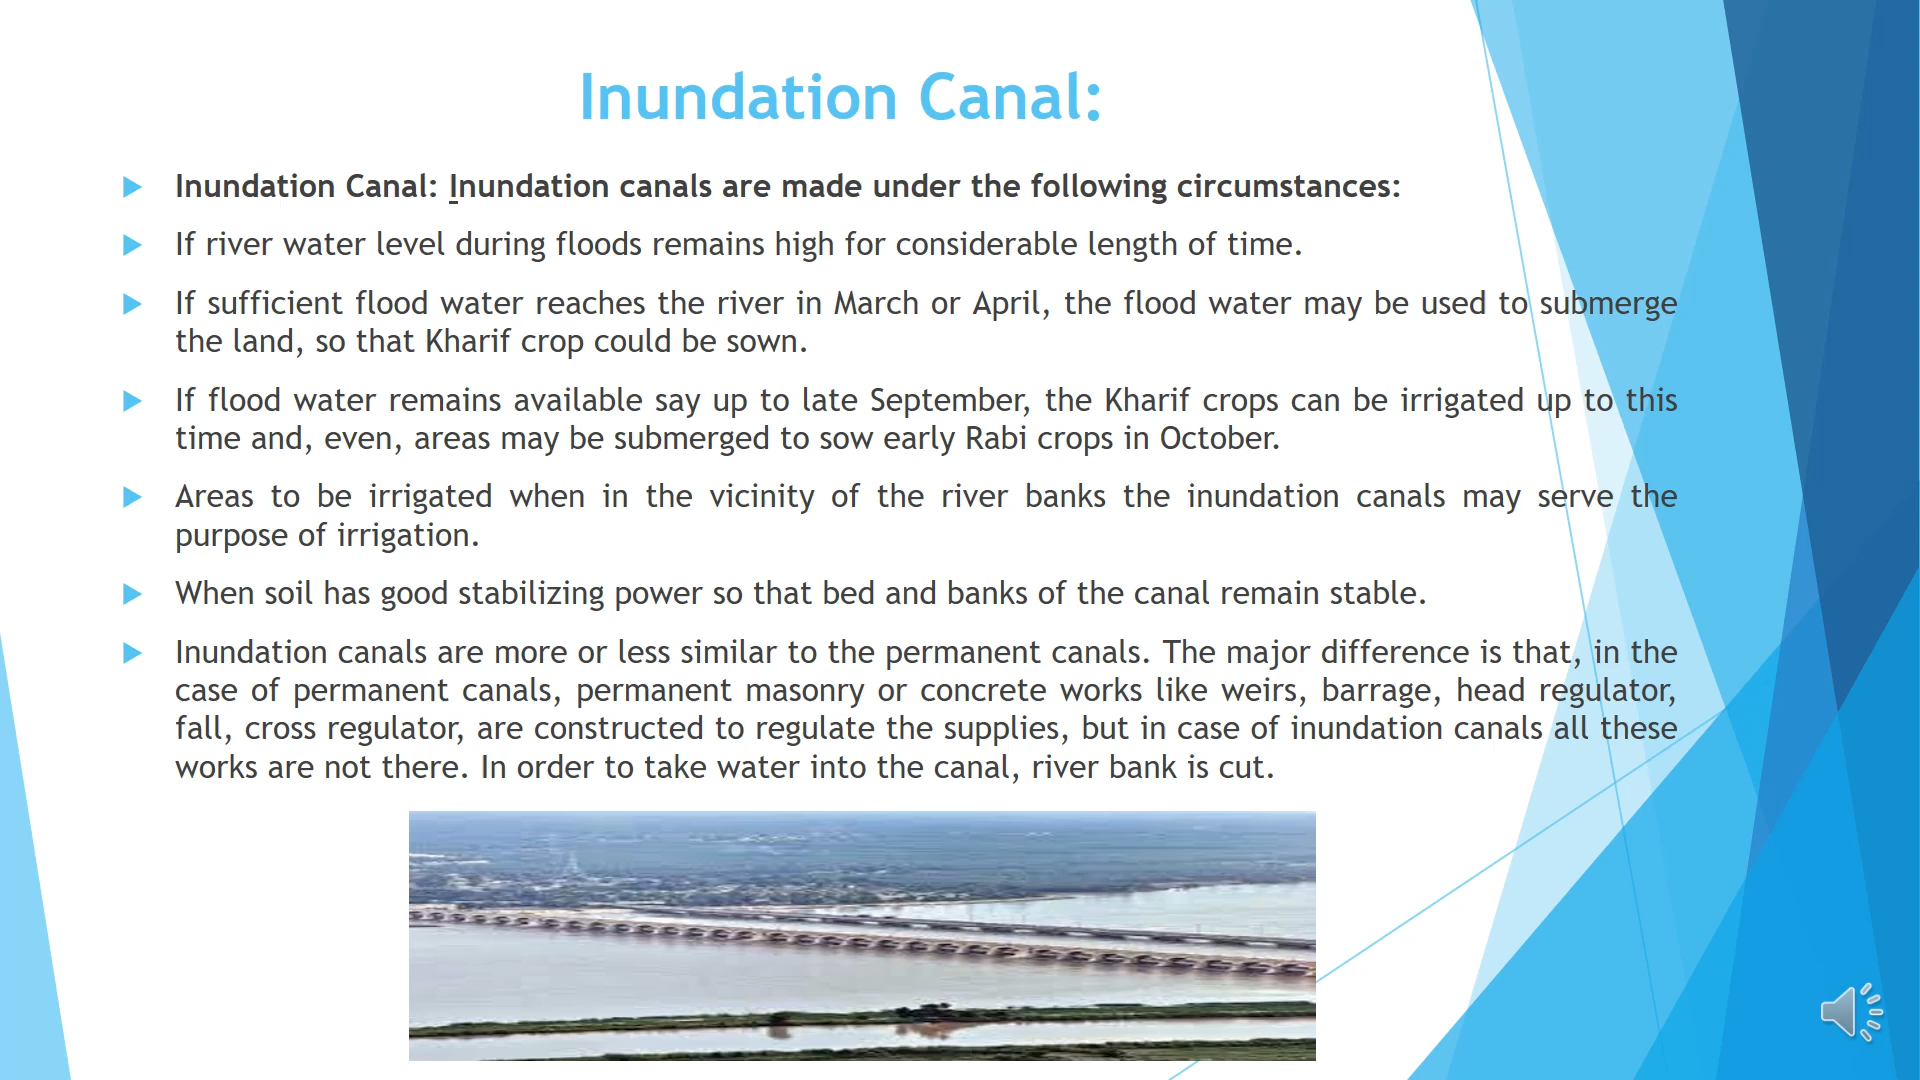 Inundation Canal:
Inundation Canal: Inundation canals are made under the following circumstances:
If river water level during floods remains high for considerable length of time.
If sufficient flood water reaches the river in March or April, the flood water may be used to submerge
the land, so that Kharif crop could be sown.
If flood water remains available say up to late September, the Kharif crops can be irrigated up to this
time and, even, areas may be submerged to sow early Rabi crops in October.
Areas to be irrigated when in the vicinity of the river banks the inundation canals may serve the
purpose of irrigation.
When soil has good stabilizing power so that bed and banks of the canal remain stable.
Inundation canals are more or less similar to the permanent canals. The major difference is that, in the
case of permanent canals, permanent masonry or concrete works like weirs, barrage, head regulator,
fall, cross regulator, are constructed to regulate the supplies, but in case of inundation canals all these
works are not there. In order to take water into the canal, river bank is cut.